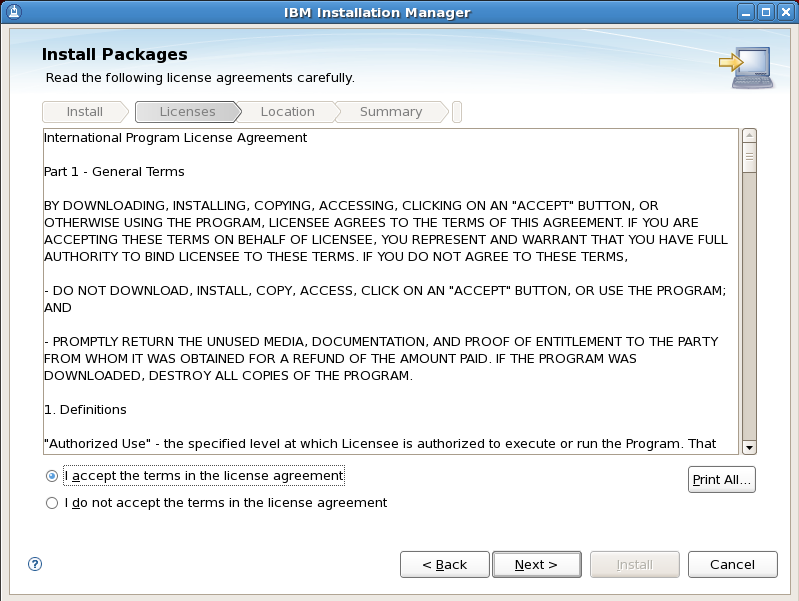 IBM Installation Manager
Install Packages
Read the following license agreements carefully.
Install
Licenses
Location
Summary
International Program License Agreement
Part 1 - General Terms
BY DOWNLOADING, INSTALLING, COPYING, ACCESSING, CLICKING ON AN "ACCEPT" BUTTON, OR
OTHERWISE USING THE PROGRAM, LICENSEE AGREES TO THE TERMS OF THIS AGREEMENT. IF YOU ARE
ACCEPTING THESE TERMS ON BEHALF OF LICENSEE, YOU REPRESENT AND WARRANT THAT YOU HAVE FULL
AUTHORITY TO BIND LICENSEE TO THESE TERMS. IF YOU DO NOT AGREE TO THESE TERMS,
- DO NOT DOWNLOAD, INSTALL, COPY, ACCESS, CLICK ON AN "ACCEPT" BUTTON, OR USE THE PROGRAM;
AND
- PROMPTLY RETURN THE UNUSED MEDIA, DOCUMENTATION, AND PROOF OF ENTITLEMENT TO THE PARTY
FROM WHOM IT WAS OBTAINED FOR A REFUND OF THE AMOUNT PAID. IF THE PROGRAM WAS
DOWNLOADED, DESTROY ALL COPIES OF THE PROGRAM.
1. Definitions
"Authorized Use" - the specified level at which Licensee is authorized to execute or run the Program. That
I accept the terms in the license agreement
Print All...
I do not accept the terms in the license agreement
?
< Back
Next >
Install
Cancel